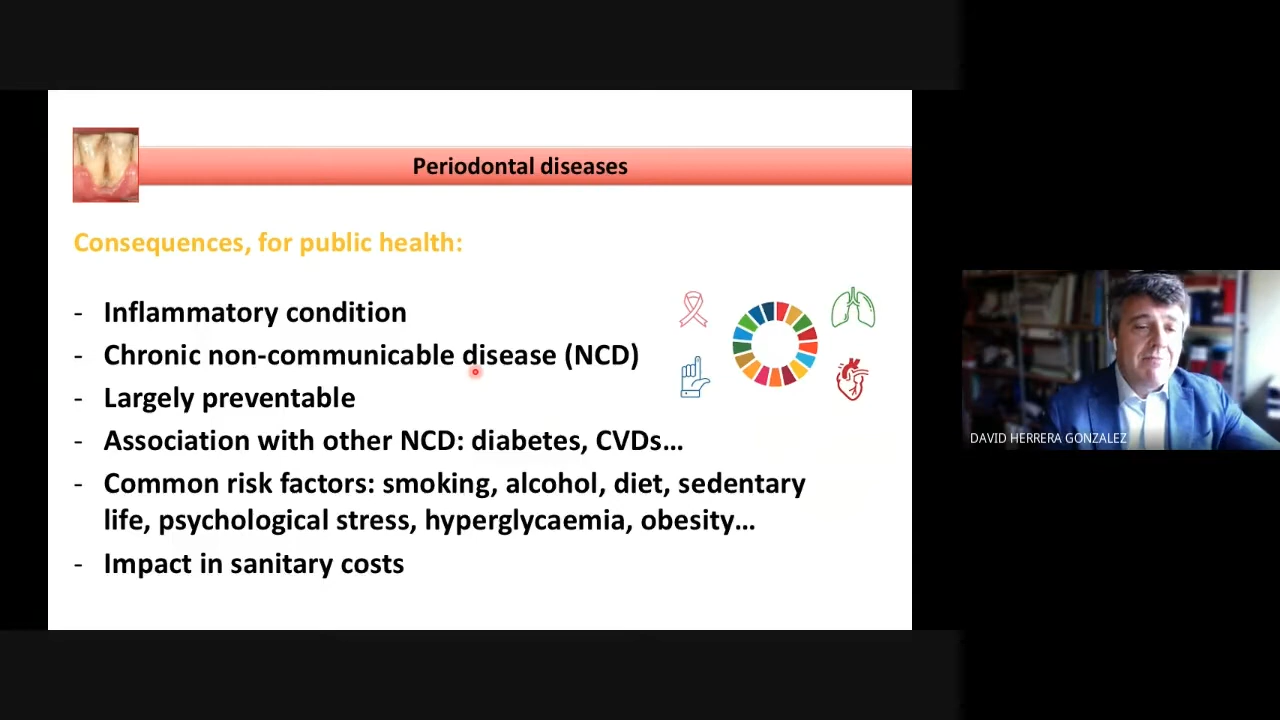 Periodontal diseases
Consequences, for public health:
- Inflammatory condition
- Chronic non-communicable disease (NCD)
- Largely preventable
- Association with other NCD: diabetes, CVDs…
- Common risk factors: smoking, alcohol, diet, sedentary
life, psychological stress, hyperglycaemia, obesity…
- Impact in sanitary costs
DAVID HERRERA GONZALEZ